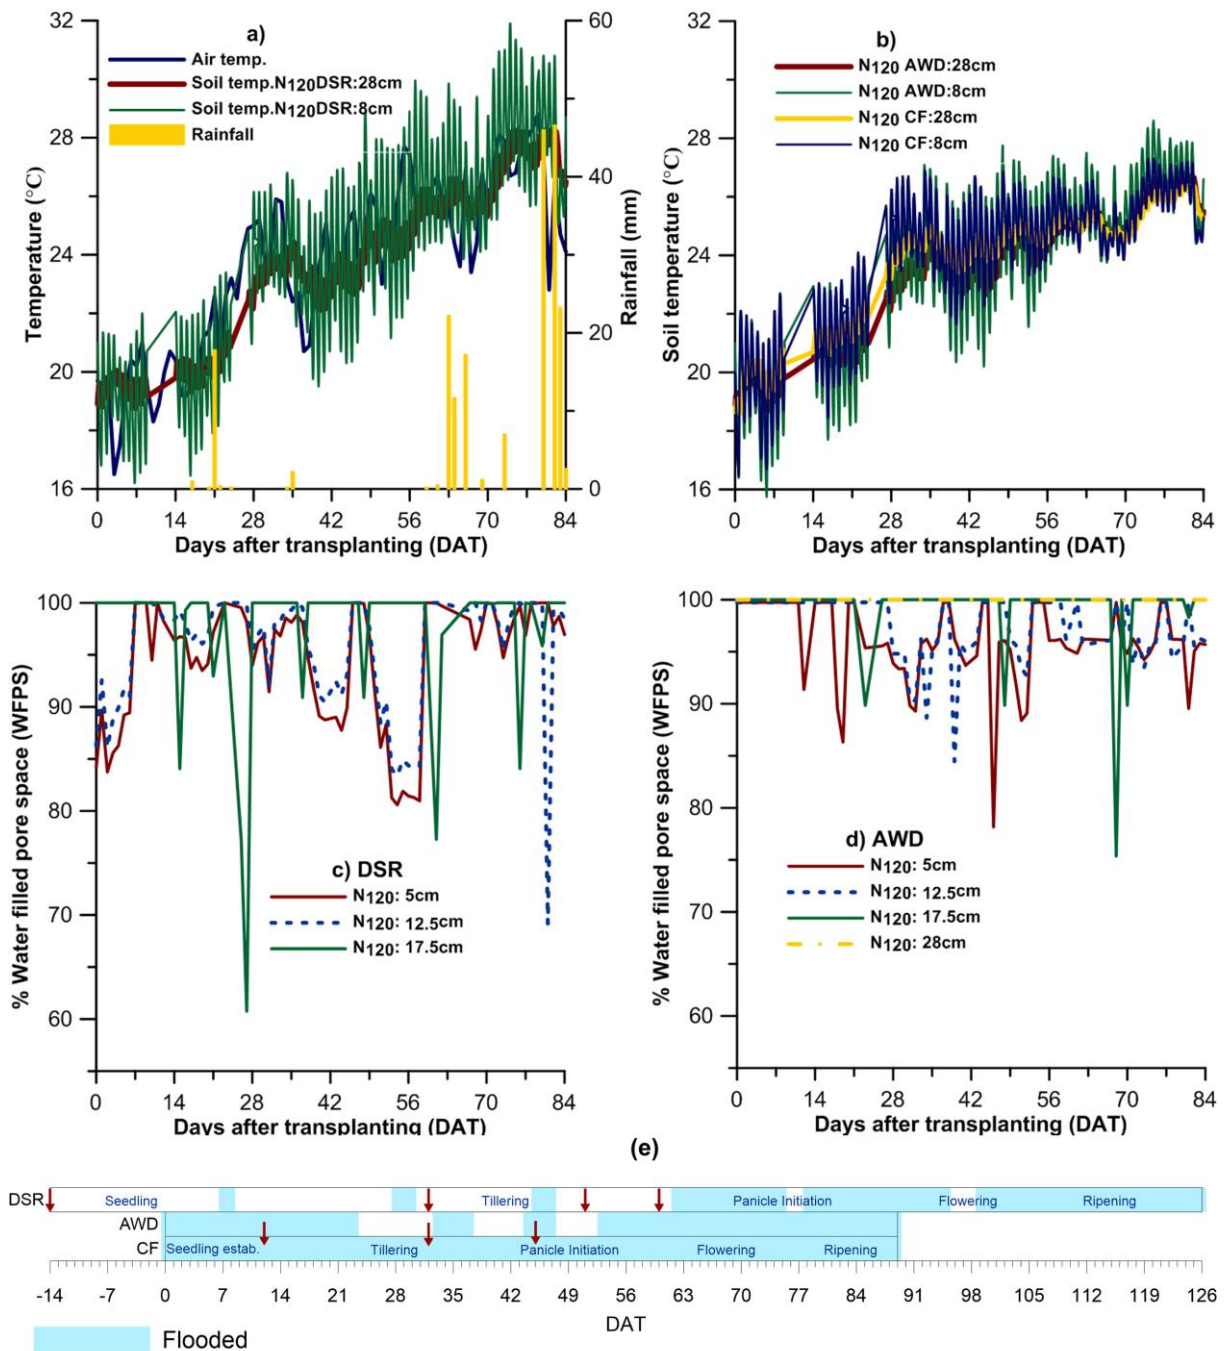 a)
Air temp.
Soil temp.N120DSR:28cm
Soil temp.N120DSR:8cm
Rainfall
Temperature (°C)
32
28
24
20
16
60
40
20
0
Rainfall (mm)
0 14 28 42 56 70 84
Days after transplanting (DAT)
b)
N120 AWD:28cm
N120 AWD:8cm
N120 CF:28cm
N120 CF:8cm
Soil temperature (°C)
32
28
24
20
16
0 14 28 42 56 70 84
Days after transplanting (DAT)
% Water filled pore space (WFPS)
100
90
80
70
60
c) DSR
N120: 5cm
N120: 12.5cm
N120: 17.5cm
0 14 28 42 56 70 84
Days after transplanting (DAT)
% Water filled pore space (WFPS)
100
90
80
70
60
d) AWD
N120: 5cm
N120: 12.5cm
N120: 17.5cm
N120: 28cm
0 14 28 42 56 70 84
Days after transplanting (DAT)
(e)
DSR Seedling Tillering Panicle Initiation Flowering Ripening
AWD
CF Seedling estab. Tillering Panicle Initiation Flowering Ripening
-14 -7 0 7 14 21 28 35 42 49 56 63 70 77 84 91 98 105 112 119 126
DAT
Flooded